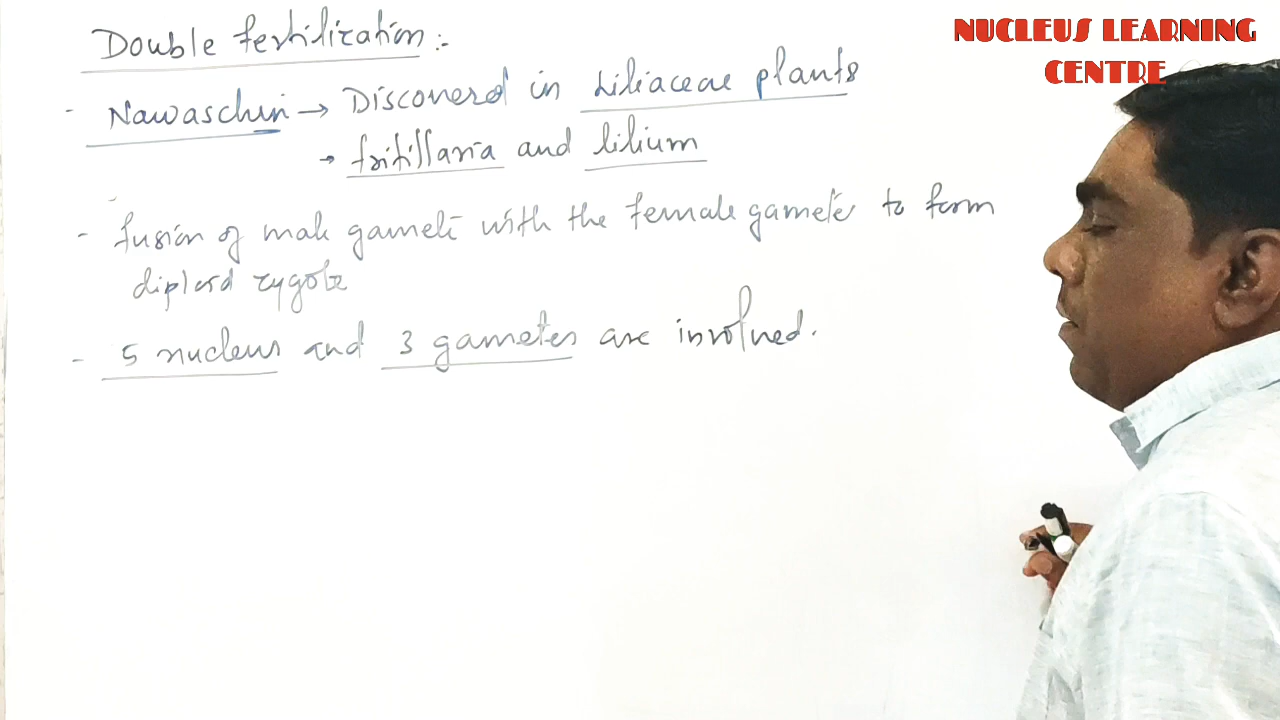 Double fertilization :-
NUCLEUS LEARNING
CENTRE
- Nawaschin → Discovered in Liliaceae plants
→ fritillaria and lilium
- fusion of male gamete with the female gamete to form
diploid zygote
- 5 nucleus and 3 gametes are involved.